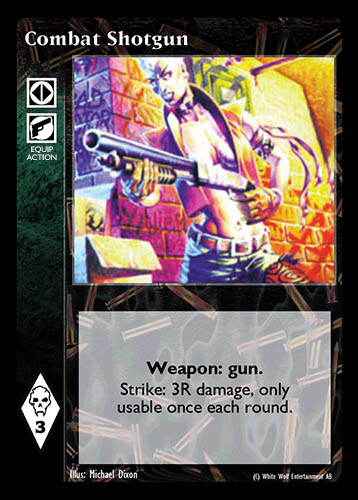 Combat Shotgun
EQUIP
ACTION
Weapon: gun.
Strike: 3R damage, only
usable once each round.
3
Illus: Michael Dixon
(C) White Wolf Entertainment AB